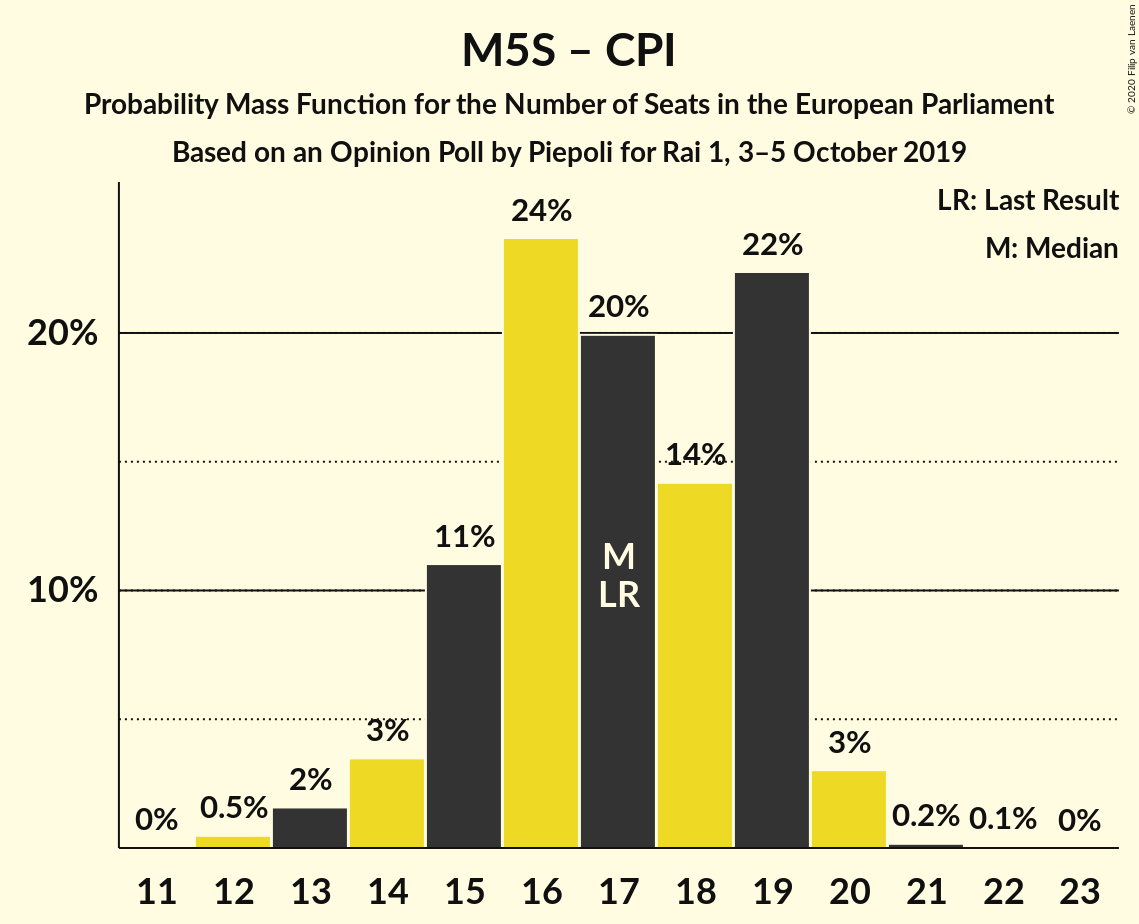 M5S – CPI
Probability Mass Function for the Number of Seats in the European Parliament
Based on an Opinion Poll by Piepoli for Rai 1, 3–5 October 2019
© 2020 Filip van Laenen
LR: Last Result
M: Median
20%
10%
0%
0.5%
2%
3%
11%
24%
20%
14%
22%
3%
0.2%
0.1%
0%
M
LR
11 12 13 14 15 16 17 18 19 20 21 22 23